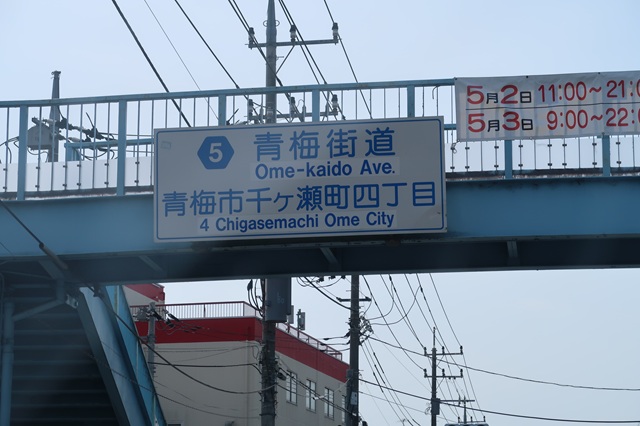 5月2日 11:00～21:
5月3日 9:00～22:
5 青梅街道
Ome-kaido Ave.
青梅市千ヶ瀬町四丁目
4 Chigasemachi Ome City